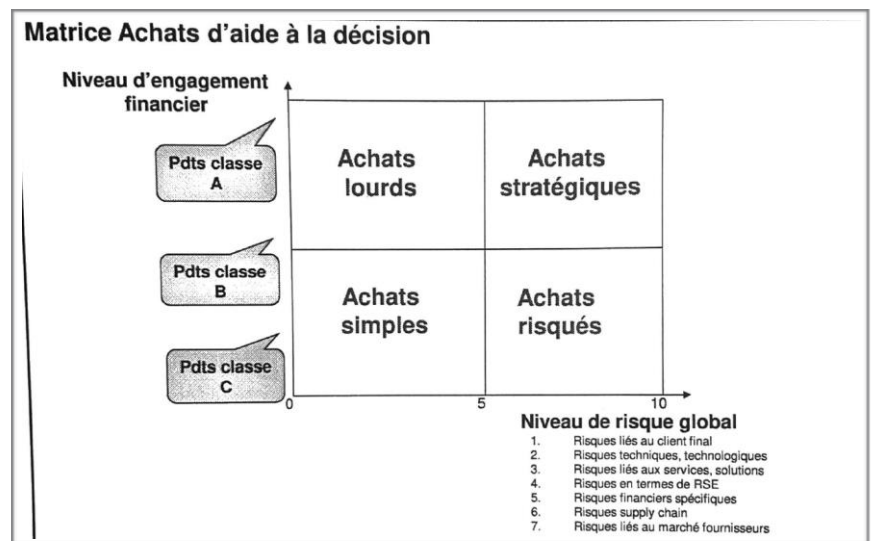 Matrice Achats d'aide à la décision
Niveau d'engagement
financier
Pdts classe
A
Achats
lourds
Achats
stratégiques
Pdts classe
B
Achats
simples
Achats
risqués
Pdts classe
C
0
5
10
Niveau de risque global
1. Risques liés au client final
2. Risques techniques, technologiques
3. Risques liés aux services, solutions
4. Risques en termes de RSE
5. Risques financiers spécifiques
6. Risques supply chain
7. Risques liés au marché fournisseurs